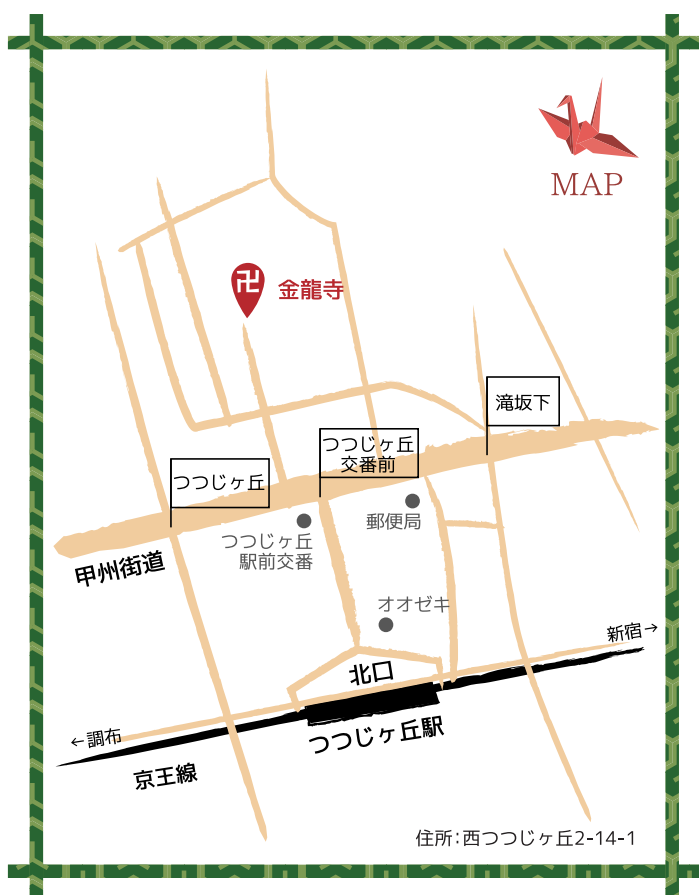 MAP
卍
金龍寺
滝坂下
つつじヶ丘
交番前
つつじヶ丘
郵便局
つつじヶ丘
駅前交番
甲州街道
オオゼキ
新宿→
北口
←調布
つつじヶ丘駅
京王線
住所:西つつじヶ丘2-14-1